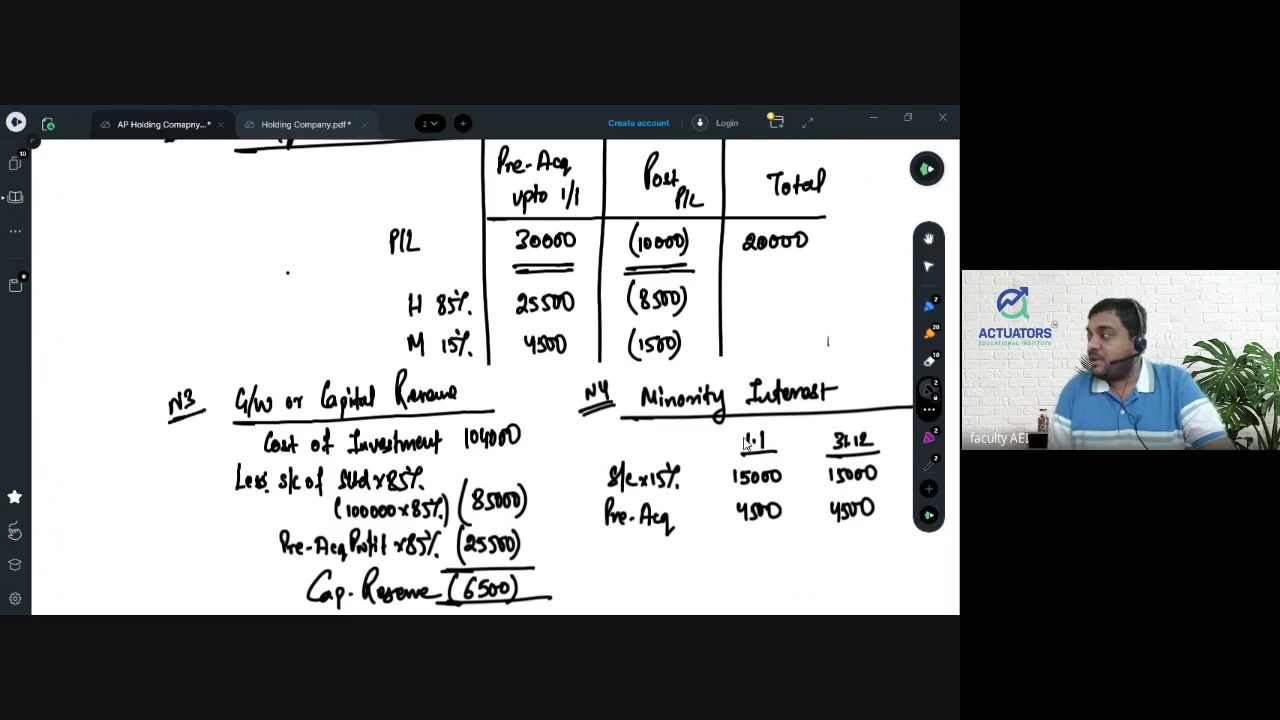 AP Holding Comapny...*
Holding Company.pdf*
2
Create account
Login
Pre-Acq upto 1/1
Post P/L
Total
P/L 30000 (10000) 20000
H 85% 25500 (8500)
M 15% 4500 (1500)
N3 G/W or Capital Reserve
Cost of Investment 104000
Less: S/c of Sub x 85%
(100000 x 85%) (85000)
Pre-Acq Profit x 85% (25500)
Cap. Reserve (6500)
N4 Minority Interest
1.1 31.12
S/c x 15% 15000 15000
Pre-Acq 4500 4500
ACTUATORS
EDUCATIONAL INSTITUTE
faculty AEI